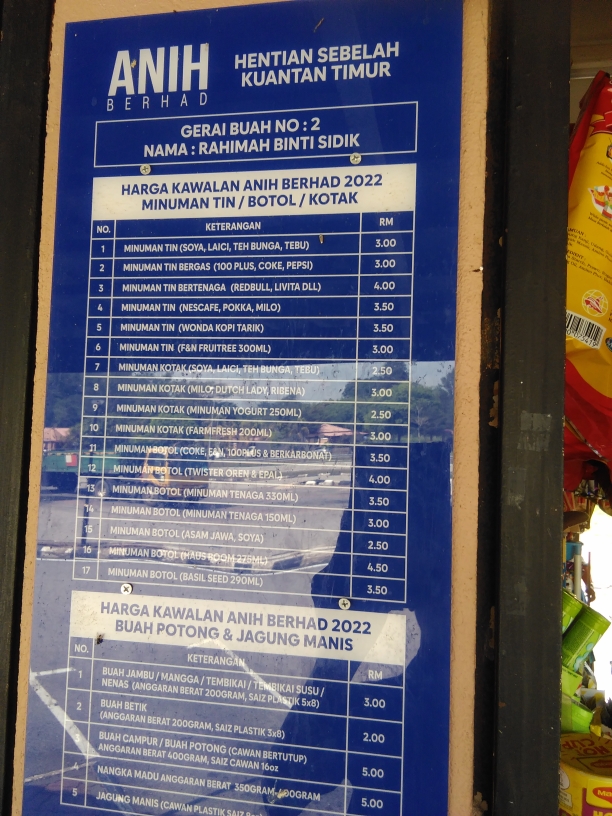 ANIH
BERHAD
HENTIAN SEBELAH
KUANTAN TIMUR
GERAI BUAH NO : 2
NAMA : RAHIMAH BINTI SIDIK
HARGA KAWALAN ANIH BERHAD 2022
MINUMAN TIN / BOTOL / KOTAK
NO. KETERANGAN RM
1 MINUMAN TIN (SOYA, LAICI, TEH BUNGA, TEBU) 3.00
2 MINUMAN TIN BERGAS (100 PLUS, COKE, PEPSI) 3.00
3 MINUMAN TIN BERTENAGA (REDBULL, LIVITA DLL) 4.00
4 MINUMAN TIN (NESCAFE, POKKA, MILO) 3.50
5 MINUMAN TIN (WONDA KOPI TARIK) 3.50
6 MINUMAN TIN (F&N FRUITREE 300ML) 3.00
7 MINUMAN KOTAK (SOYA, LAICI, TEH BUNGA, TEBU) 2.50
8 MINUMAN KOTAK (MILO, DUTCH LADY, RIBENA) 3.00
9 MINUMAN KOTAK (MINUMAN YOGURT 250ML) 2.50
10 MINUMAN KOTAK (FARMFRESH 200ML) 3.00
11 MINUMAN BOTOL (COKE, F&N, 100PLUS & BERKARBONAT) 3.50
12 MINUMAN BOTOL (TWISTER OREN & EPAL) 4.00
13 MINUMAN BOTOL (MINUMAN TENAGA 330ML) 3.50
14 MINUMAN BOTOL (MINUMAN TENAGA 150ML) 3.00
15 MINUMAN BOTOL (ASAM JAWA, SOYA) 2.50
16 MINUMAN BOTOL (HAUS BOOM 275ML) 4.50
17 MINUMAN BOTOL (BASIL SEED 290ML) 3.50
HARGA KAWALAN ANIH BERHAD 2022
BUAH POTONG & JAGUNG MANIS
NO. KETERANGAN RM
1 BUAH JAMBU / MANGGA / TEMBIKAI / TEMBIKAI SUSU /
NENAS (ANGGARAN BERAT 200GRAM, SAIZ PLASTIK 5x8) 3.00
2 BUAH BETIK
(ANGGARAN BERAT 200GRAM, SAIZ PLASTIK 3x8) 2.00
BUAH CAMPUR / BUAH POTONG (CAWAN BERTUTUP)
ANGGARAN BERAT 400GRAM, SAIZ CAWAN 16oz 5.00
4 NANGKA MADU ANGGARAN BERAT 350GRAM-400GRAM 5.00
5 JAGUNG MANIS (CAWAN PLASTIK